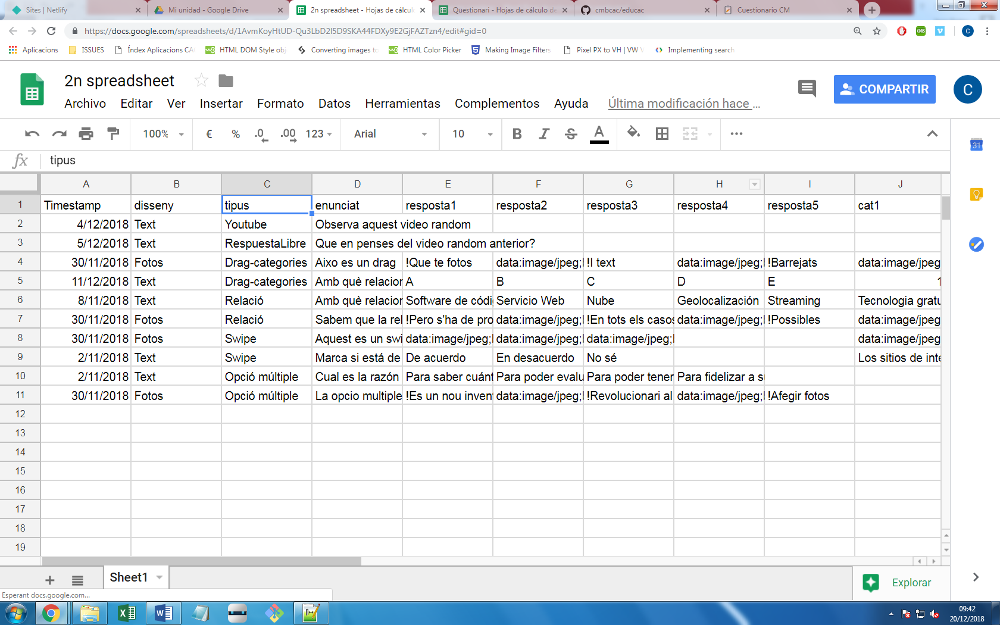 Sites | Netlify
Mi unidad - Google Drive
2n spreadsheet - Hojas de cálcul
Qüestionari - Hojas de cálculo de
cmbcac/educac
Cuestionario CM
https://docs.google.com/spreadsheets/d/1AvmKoyHtUD-Qu3LbD2I5D9SKA44FDXy9E2GjFAZTzn4/edit#gid=0
Aplicacions ISSUES Índex Aplicacions CA HTML DOM Style obj Converting images to HTML Color Picker Making Image Filters Pixel PX to VH | VW Implementing search
2n spreadsheet
COMPARTIR C
Archivo Editar Ver Insertar Formato Datos Herramientas Complementos Ayuda Última modificación hace ...
100% € % .0 .00 123 Arial 10 B I S A ...
31
fx tipus
A B C D E F G H I J
1 Timestamp disseny tipus enunciat resposta1 resposta2 resposta3 resposta4 resposta5 cat1
2 4/12/2018 Text Youtube Observa aquest video random
3 5/12/2018 Text RespuestaLibre Que en penses del video random anterior?
4 30/11/2018 Fotos Drag-categories Aixo es un drag !Que te fotos data:image/jpeg; !I text data:image/jpeg; !Barrejats data:image/jpeg
5 11/12/2018 Text Drag-categories Amb què relacior A B C D E 1
6 8/11/2018 Text Relació Amb què relacior Software de códi Servicio Web Nube Geolocalización Streaming Tecnologia gratu
7 30/11/2018 Fotos Relació Sabem que la rel !Pero s'ha de pro data:image/jpeg; !En tots els casos data:image/jpeg; !Possibles data:image/jpeg
8 30/11/2018 Fotos Swipe Aquest es un swi data:image/jpeg; data:image/jpeg; data:image/jpeg; data:image/jpeg
9 2/11/2018 Text Swipe Marca si está de De acuerdo En desacuerdo No sé Los sitios de inte
10 2/11/2018 Text Opció múltiple Cual es la razón Para saber cuánt Para poder evalu Para poder tener Para fidelizar a s
11 30/11/2018 Fotos Opció múltiple La opcio multiple !Es un nou inven data:image/jpeg; !Revolucionari al data:image/jpeg; !Afegir fotos
12
13
14
15
16
17
18
19
Sheet1
Explorar
Esperant docs.google.com...
09:42
20/12/2018